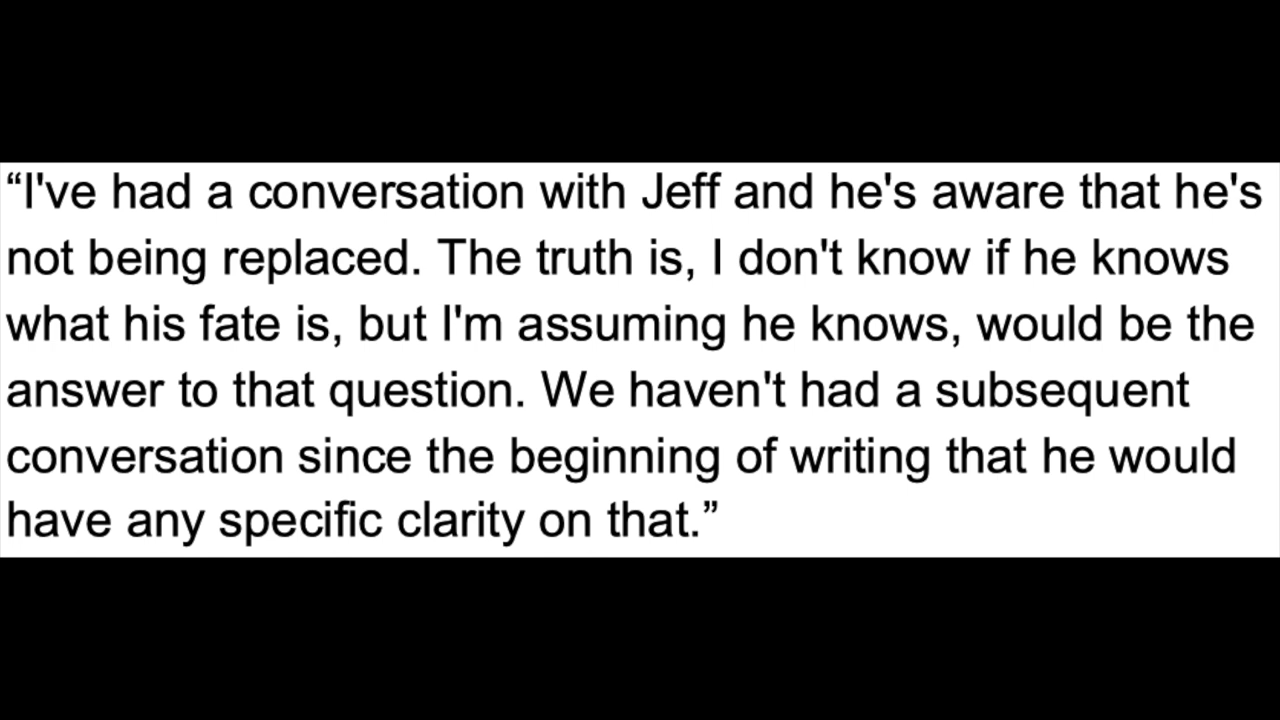 “I've had a conversation with Jeff and he's aware that he's
not being replaced. The truth is, I don't know if he knows
what his fate is, but I'm assuming he knows, would be the
answer to that question. We haven't had a subsequent
conversation since the beginning of writing that he would
have any specific clarity on that.”